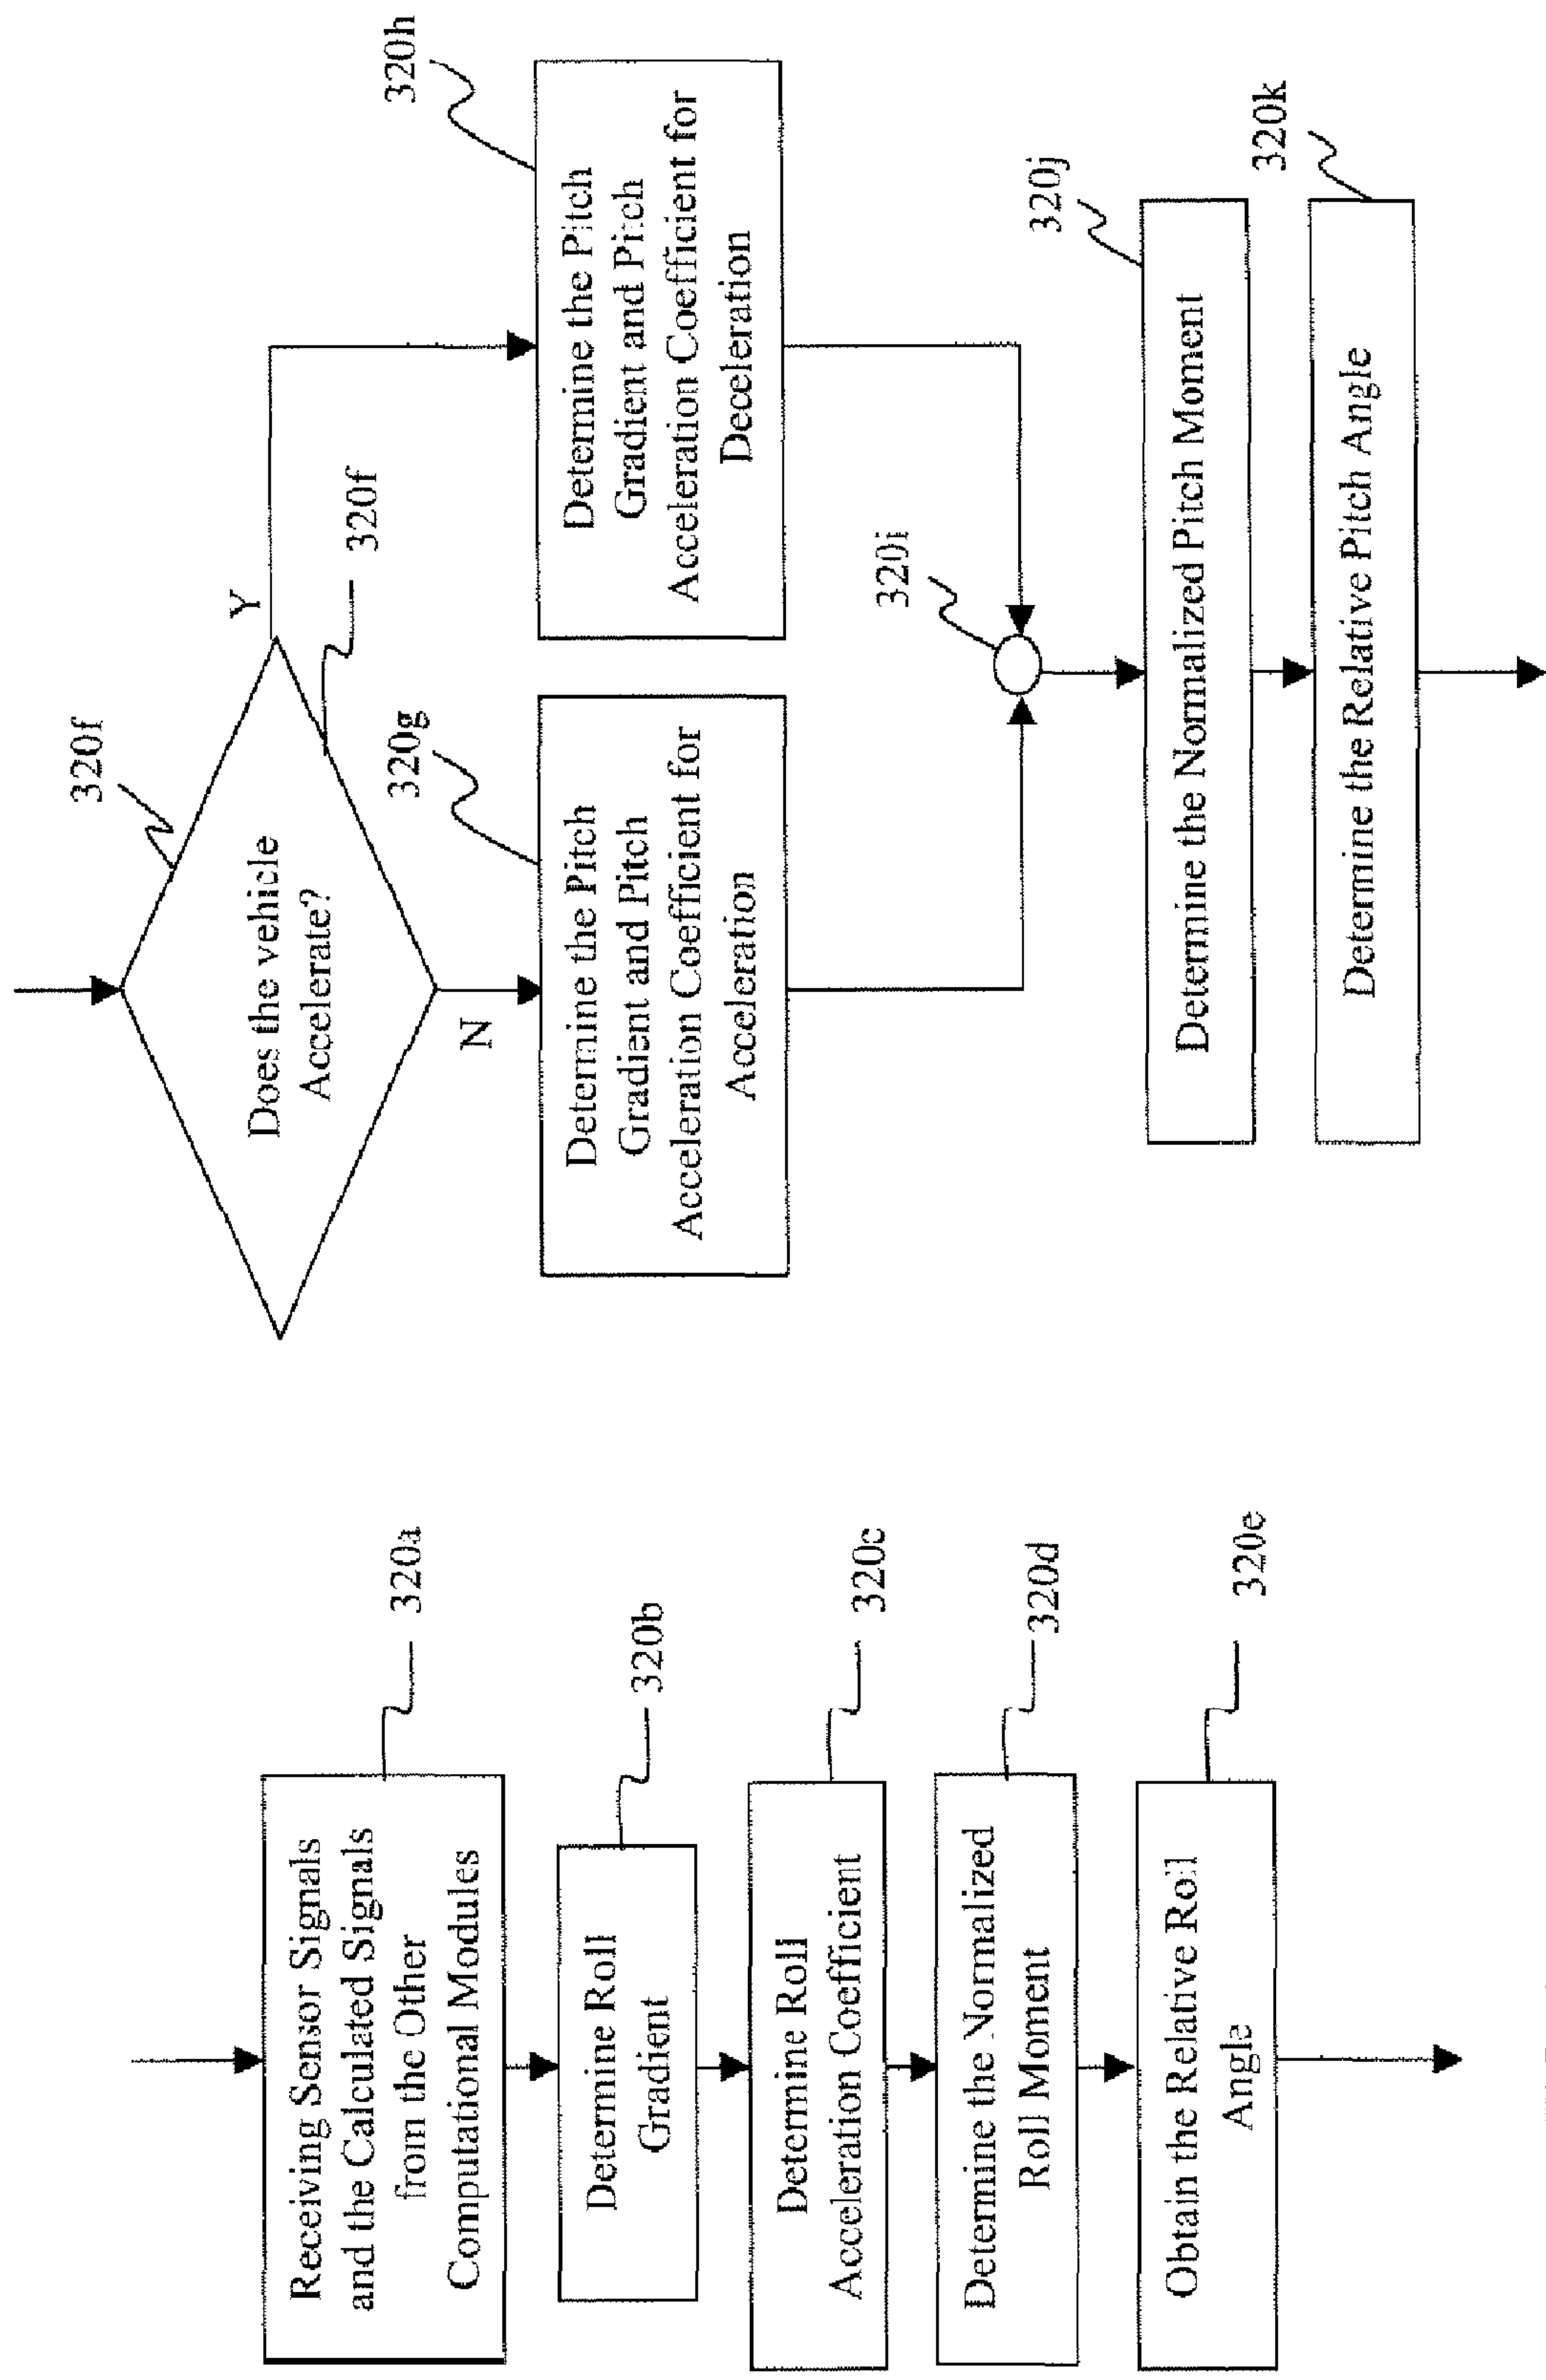 Receiving Sensor Signals
and the Calculated Signals
from the Other
Computational Modules
320a
Determine Roll
Gradient
320b
Determine Roll
Acceleration Coefficient
320c
Determine the Normalized
Roll Moment
320d
Obtain the Relative Roll
Angle
320e
320f
Does the vehicle
Accelerate?
Y
320f
N
320g
Determine the Pitch
Gradient and Pitch
Acceleration Coefficient for
Acceleration
320h
Determine the Pitch
Gradient and Pitch
Acceleration Coefficient for
Deceleration
320i
320j
Determine the Normalized Pitch Moment
320k
Determine the Relative Pitch Angle